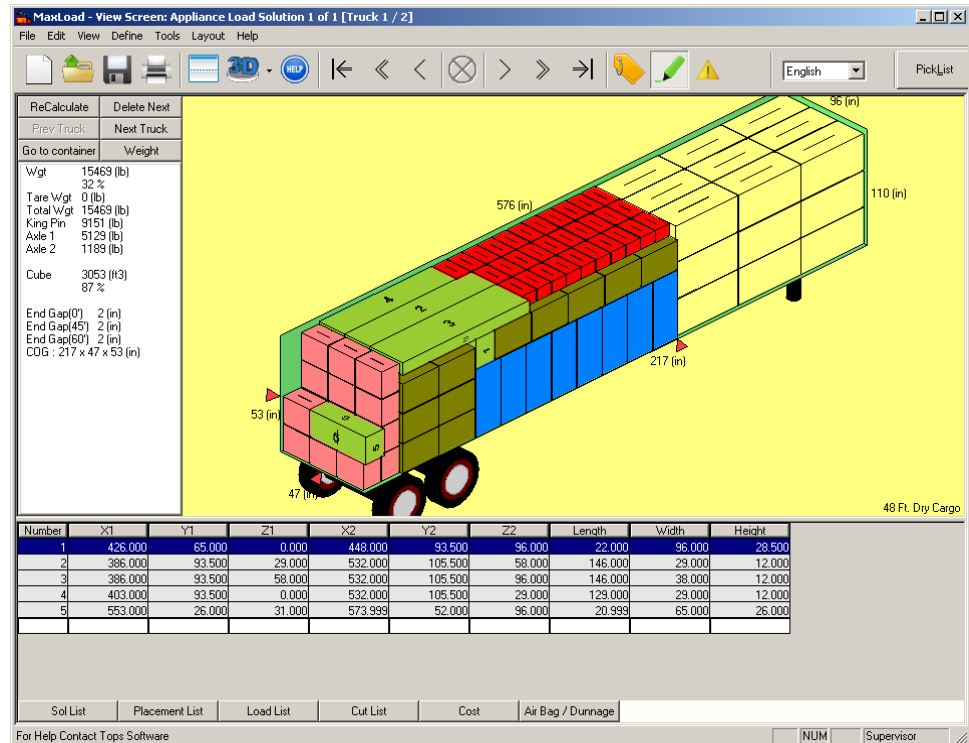 MaxLoad - View Screen: Appliance Load Solution 1 of 1 [Truck 1 / 2]
File Edit View Define Tools Layout Help
3D HELP English PickList
ReCalculate Delete Next
Prev Truck Next Truck
Go to container Weight
Wgt 15469 (lb)
32 %
Tare Wgt 0 (lb)
Total Wgt 15469 (lb)
King Pin 9151 (lb)
Axle 1 5129 (lb)
Axle 2 1189 (lb)
Cube 3053 (ft3)
87 %
End Gap(0') 2 (in)
End Gap(45') 2 (in)
End Gap(60') 2 (in)
COG : 217 x 47 x 53 (in)
96 (in)
110 (in)
576 (in)
4
2
3
1
217 (in)
53 (in)
5
47 (in)
48 Ft. Dry Cargo
Number X1 Y1 Z1 X2 Y2 Z2 Length Width Height
1 426.000 65.000 0.000 448.000 93.500 96.000 22.000 96.000 28.500
2 386.000 93.500 29.000 532.000 105.500 58.000 146.000 29.000 12.000
3 386.000 93.500 58.000 532.000 105.500 96.000 146.000 38.000 12.000
4 403.000 93.500 0.000 532.000 105.500 29.000 129.000 29.000 12.000
5 553.000 26.000 31.000 573.999 52.000 96.000 20.999 65.000 26.000
Sol List Placement List Load List Cut List Cost Air Bag / Dunnage
For Help Contact Tops Software NUM Supervisor